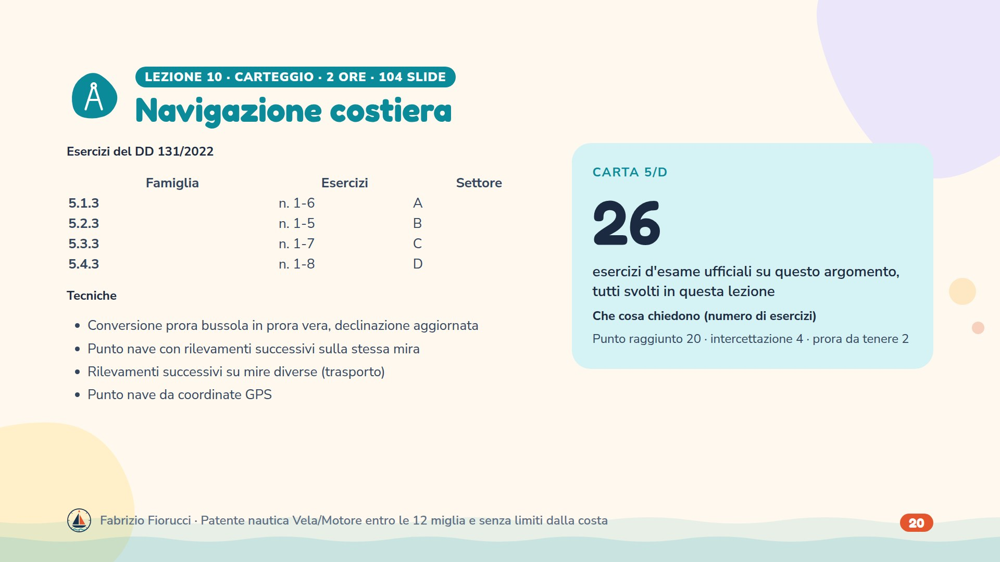 LEZIONE 10 · CARTEGGIO · 2 ORE · 104 SLIDE
Navigazione costiera
Esercizi del DD 131/2022
Famiglia Esercizi Settore
5.1.3 n. 1-6 A
5.2.3 n. 1-5 B
5.3.3 n. 1-7 C
5.4.3 n. 1-8 D
Tecniche
• Conversione prora bussola in prora vera, declinazione aggiornata
• Punto nave con rilevamenti successivi sulla stessa mira
• Rilevamenti successivi su mire diverse (trasporto)
• Punto nave da coordinate GPS
CARTA 5/D
26
esercizi d'esame ufficiali su questo argomento,
tutti svolti in questa lezione
Che cosa chiedono (numero di esercizi)
Punto raggiunto 20 · intercettazione 4 · prora da tenere 2
Fabrizio Fiorucci · Patente nautica Vela/Motore entro le 12 miglia e senza limiti dalla costa
20